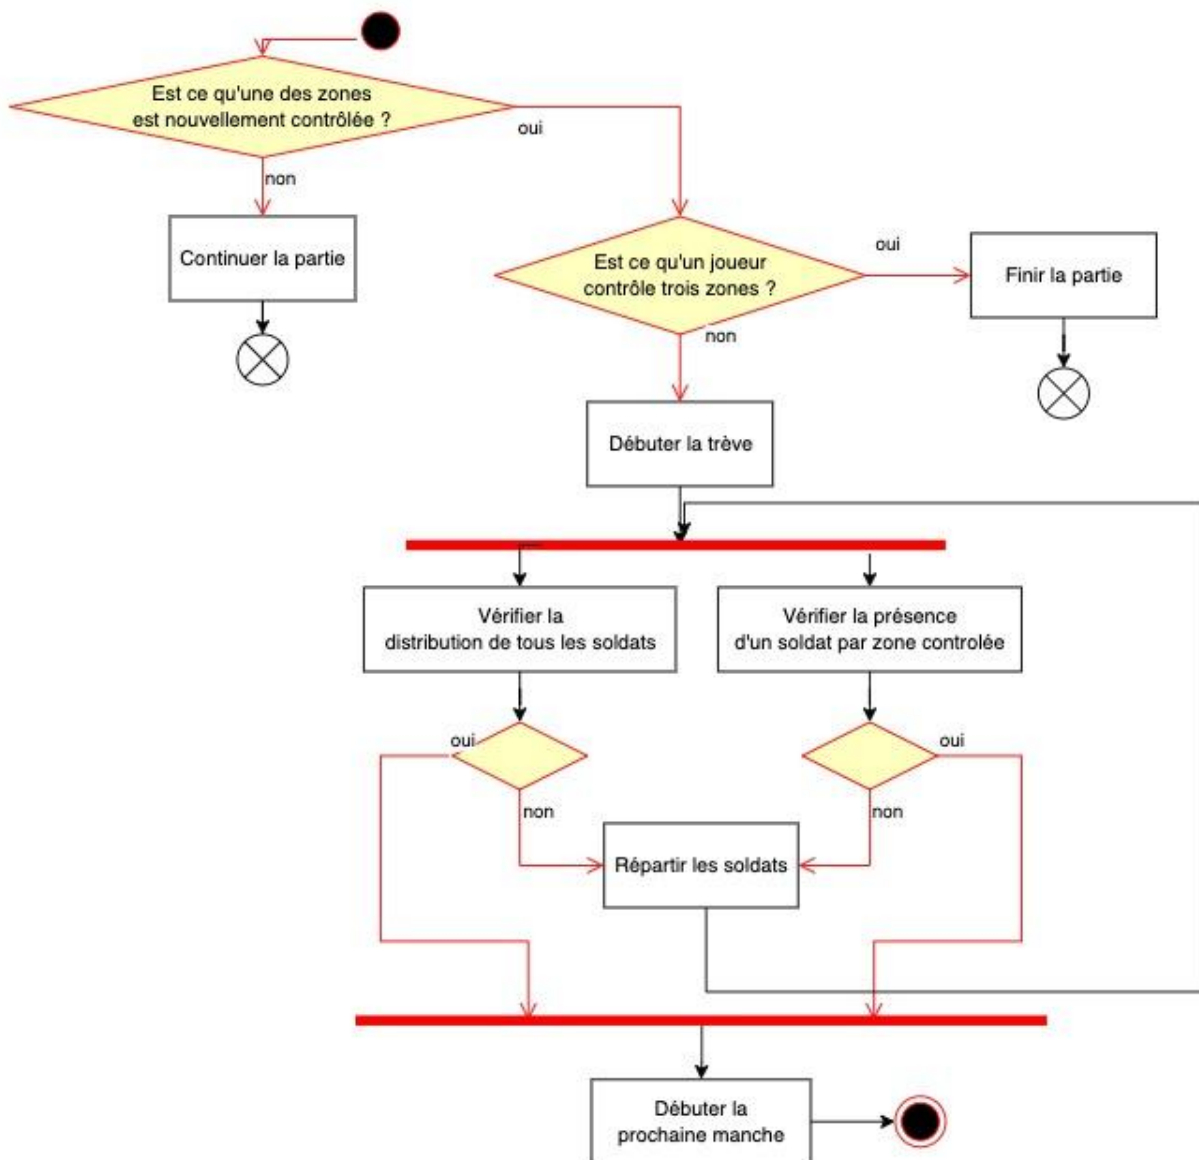 Est ce qu'une des zones
est nouvellement contrôlée ?
oui
non
Continuer la partie
Est ce qu'un joueur
contrôle trois zones ?
oui
Finir la partie
non
Débuter la trève
Vérifier la
distribution de tous les soldats
Vérifier la présence
d'un soldat par zone controlée
oui
oui
non
non
Répartir les soldats
Débuter la
prochaine manche